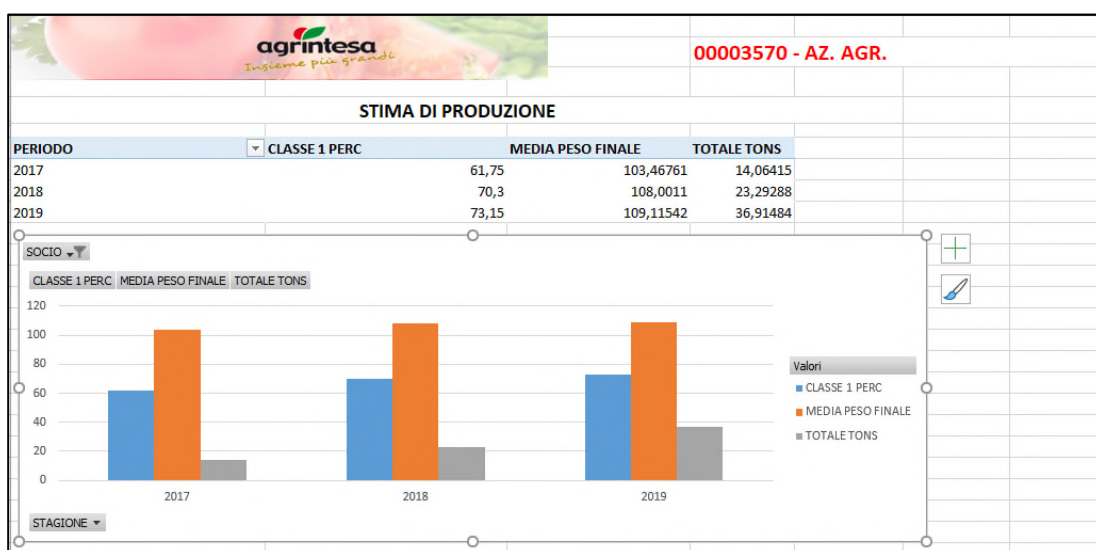 agrintesa
Insieme più grandi
00003570 - AZ. AGR.
STIMA DI PRODUZIONE
PERIODO CLASSE 1 PERC MEDIA PESO FINALE TOTALE TONS
2017 61,75 103,46761 14,06415
2018 70,3 108,0011 23,29288
2019 73,15 109,11542 36,91484
SOCIO
CLASSE 1 PERC MEDIA PESO FINALE TOTALE TONS
120
100
80
60
40
20
0
2017 2018 2019
Valori
CLASSE 1 PERC
MEDIA PESO FINALE
TOTALE TONS
STAGIONE